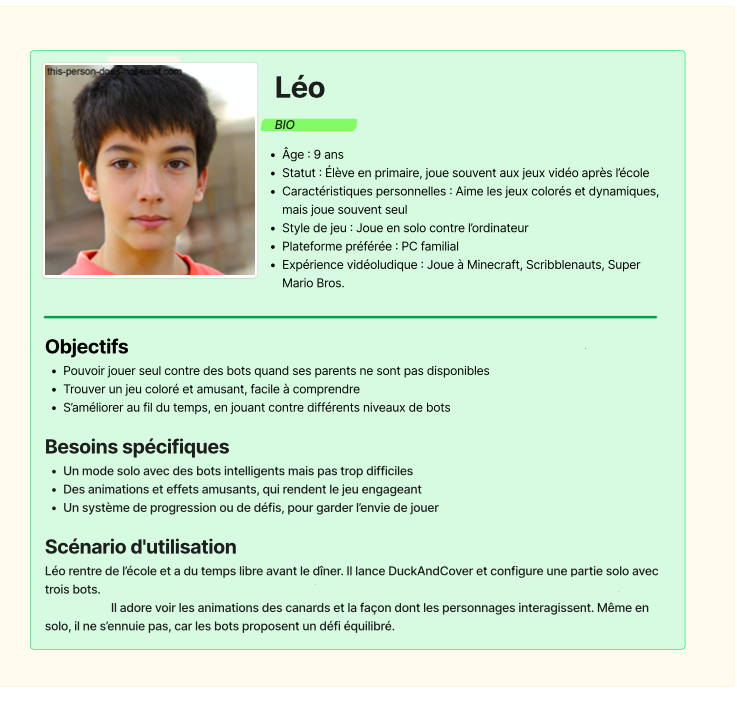 this-person-does-not-exist.com
Léo
BIO
• Âge : 9 ans
• Statut : Élève en primaire, joue souvent aux jeux vidéo après l'école
• Caractéristiques personnelles : Aime les jeux colorés et dynamiques,
mais joue souvent seul
• Style de jeu : Joue en solo contre l'ordinateur
• Plateforme préférée : PC familial
• Expérience vidéoludique : Joue à Minecraft, Scribblenauts, Super
Mario Bros.
Objectifs
• Pouvoir jouer seul contre des bots quand ses parents ne sont pas disponibles
• Trouver un jeu coloré et amusant, facile à comprendre
• S'améliorer au fil du temps, en jouant contre différents niveaux de bots
Besoins spécifiques
• Un mode solo avec des bots intelligents mais pas trop difficiles
• Des animations et effets amusants, qui rendent le jeu engageant
• Un système de progression ou de défis, pour garder l'envie de jouer
Scénario d'utilisation
Léo rentre de l'école et a du temps libre avant le dîner. Il lance DuckAndCover et configure une partie solo avec
trois bots.
Il adore voir les animations des canards et la façon dont les personnages interagissent. Même en
solo, il ne s'ennuie pas, car les bots proposent un défi équilibré.